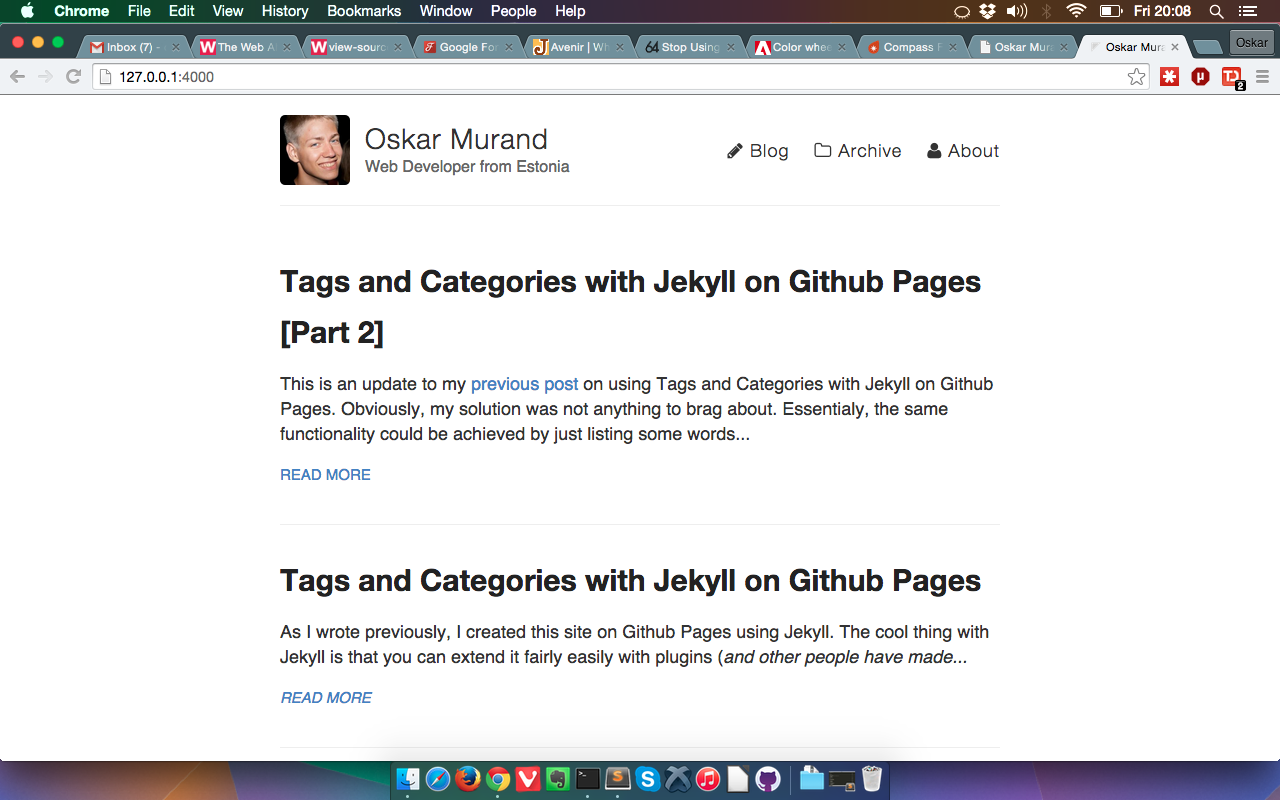 Chrome File Edit View History Bookmarks Window People Help Fri 20:08
Inbox (7) - The Web Al view-sourc Google For Avenir | Wh 64 Stop Using Color whee Compass F Oskar Mura Oskar Mura Oskar
127.0.0.1:4000 2
Oskar Murand
Web Developer from Estonia
Blog Archive About
Tags and Categories with Jekyll on Github Pages
[Part 2]
This is an update to my previous post on using Tags and Categories with Jekyll on Github
Pages. Obviously, my solution was not anything to brag about. Essentialy, the same
functionality could be achieved by just listing some words...
READ MORE
Tags and Categories with Jekyll on Github Pages
As I wrote previously, I created this site on Github Pages using Jekyll. The cool thing with
Jekyll is that you can extend it fairly easily with plugins (and other people have made...
READ MORE